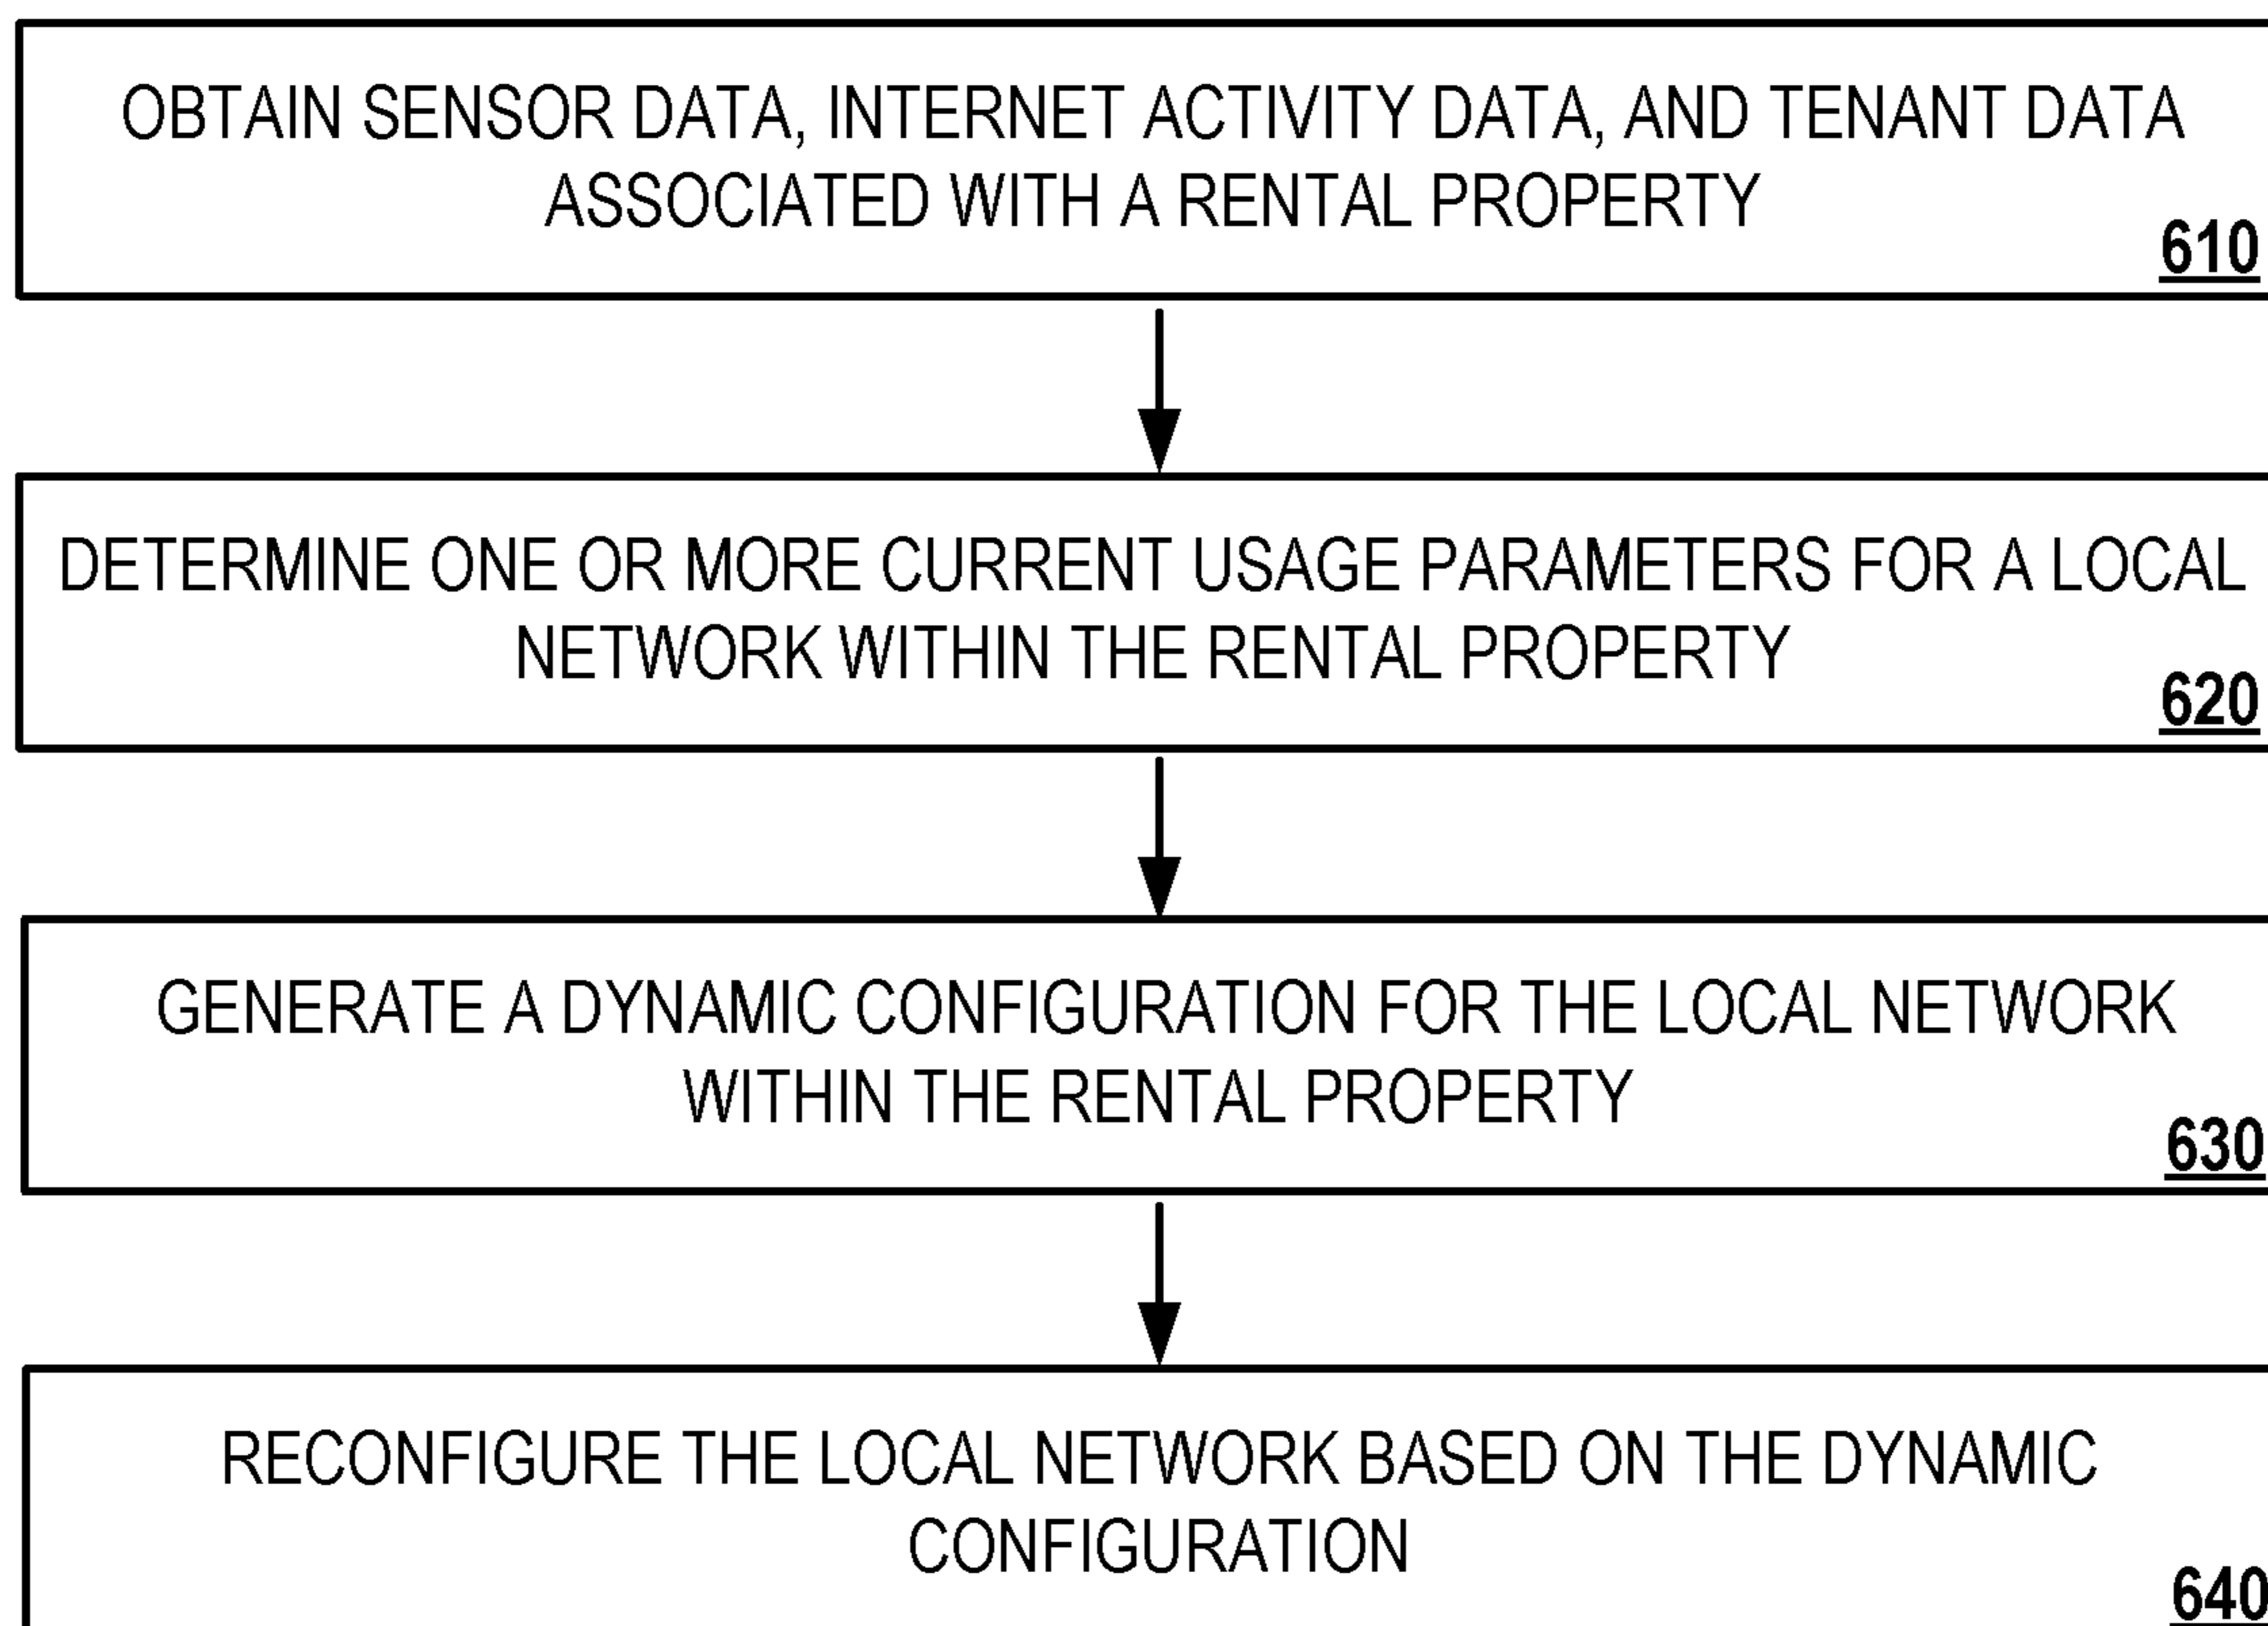 OBTAIN SENSOR DATA, INTERNET ACTIVITY DATA, AND TENANT DATA
ASSOCIATED WITH A RENTAL PROPERTY
610
DETERMINE ONE OR MORE CURRENT USAGE PARAMETERS FOR A LOCAL
NETWORK WITHIN THE RENTAL PROPERTY
620
GENERATE A DYNAMIC CONFIGURATION FOR THE LOCAL NETWORK
WITHIN THE RENTAL PROPERTY
630
RECONFIGURE THE LOCAL NETWORK BASED ON THE DYNAMIC
CONFIGURATION
640